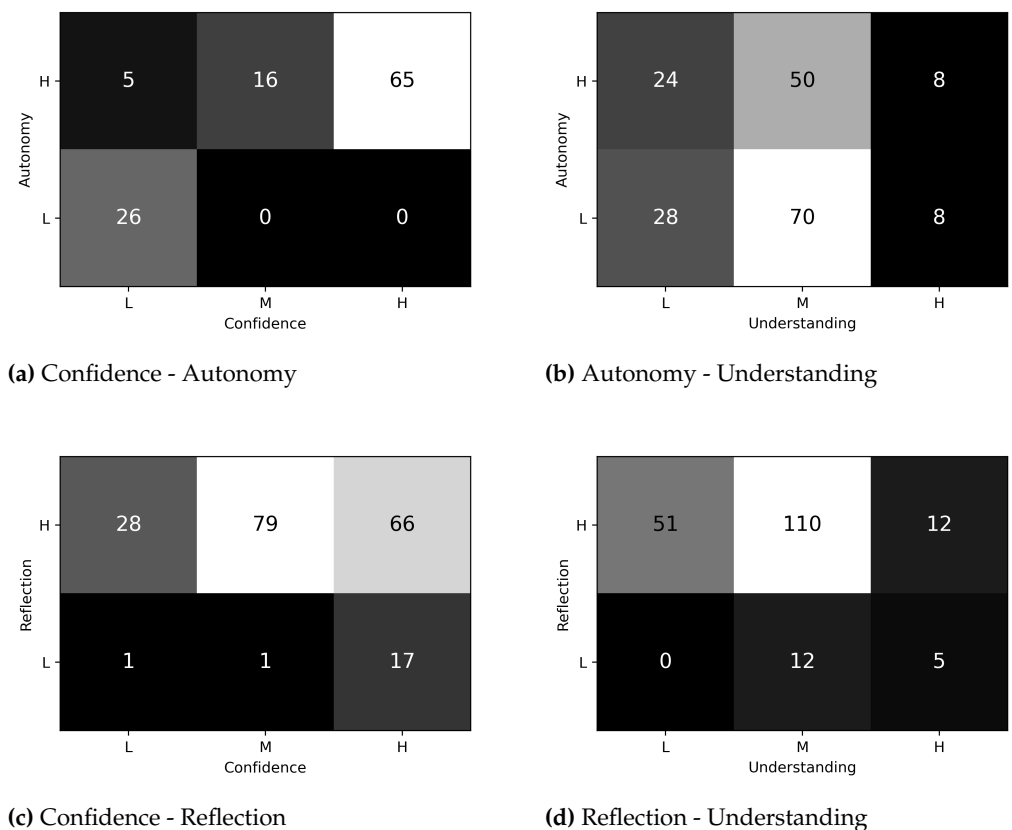 H 5 16 65
Autonomy
L 26 0 0
L M H
Confidence
(a) Confidence - Autonomy
H 24 50 8
Autonomy
L 28 70 8
L M H
Understanding
(b) Autonomy - Understanding
H 28 79 66
Reflection
L 1 1 17
L M H
Confidence
(c) Confidence - Reflection
H 51 110 12
Reflection
L 0 12 5
L M H
Understanding
(d) Reflection - Understanding